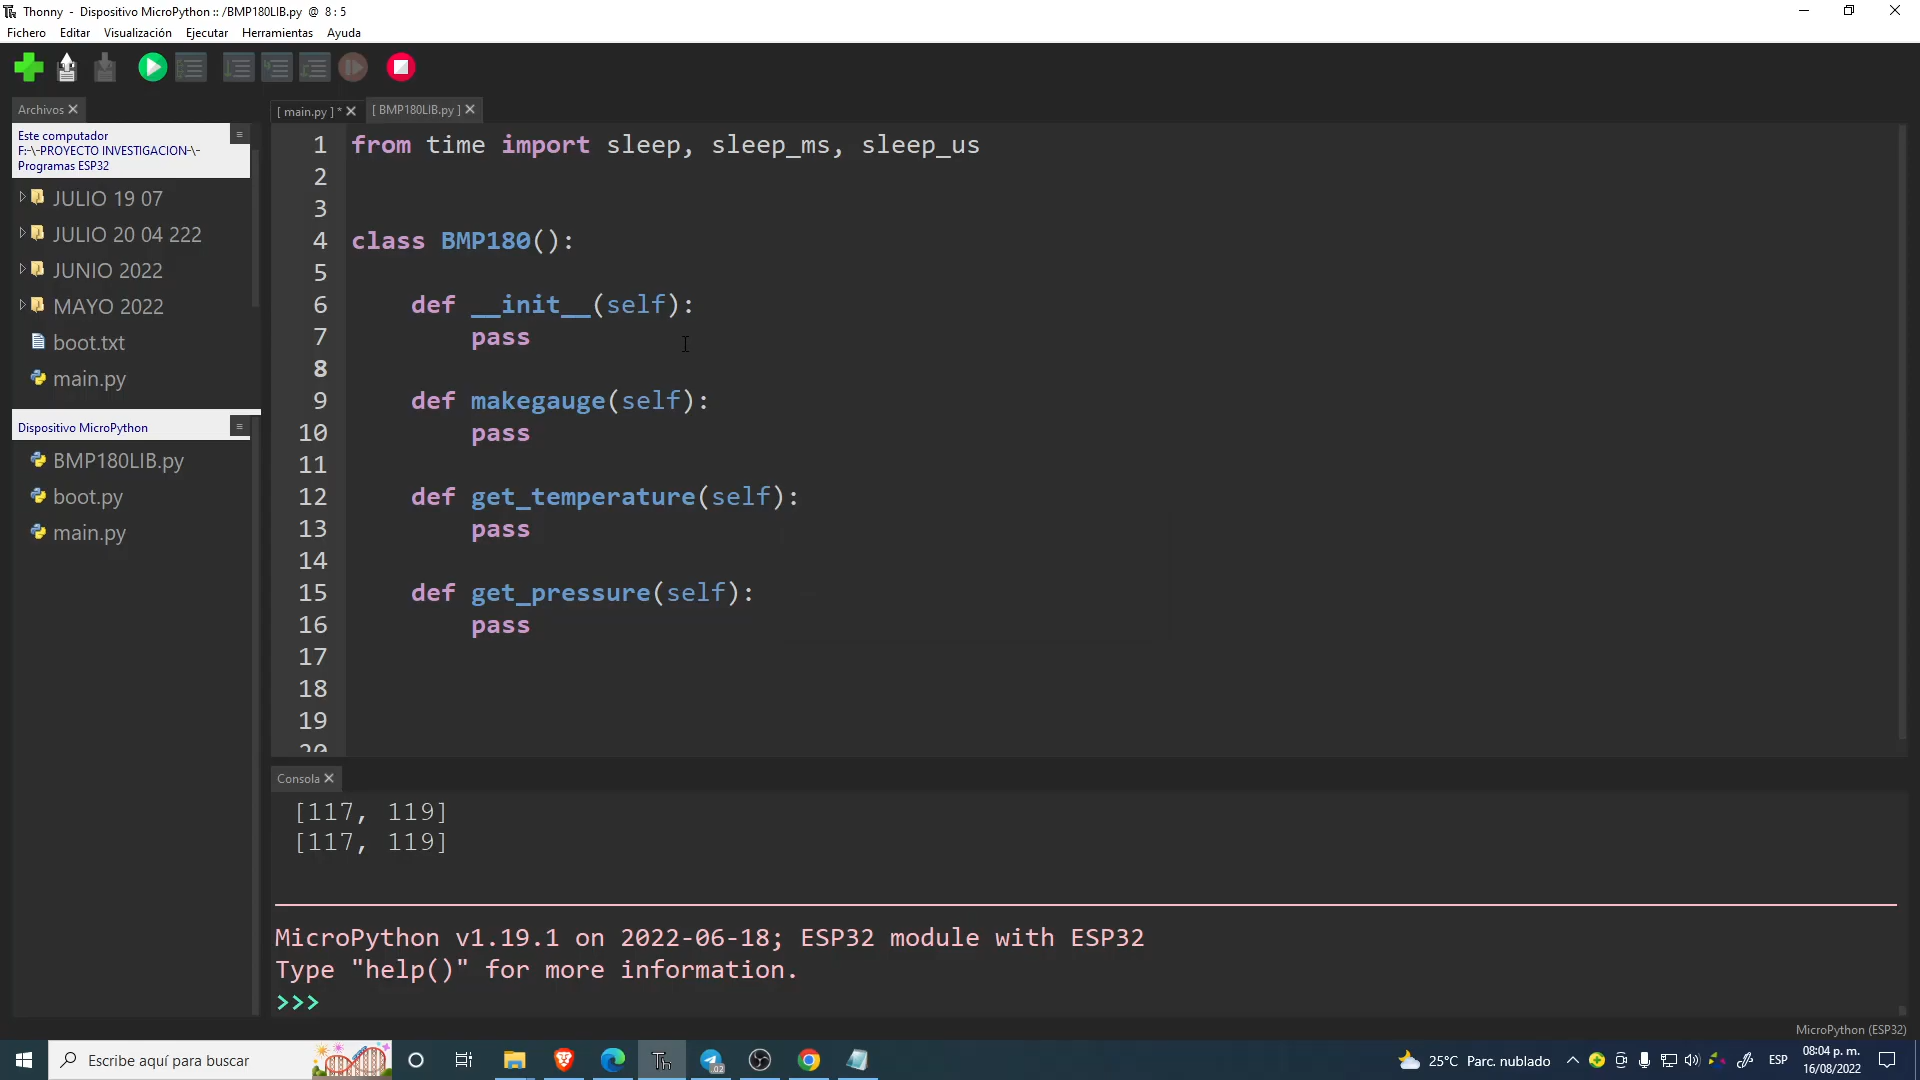 Thonny - Dispositivo MicroPython :: /BMP180LIB.py @ 8 : 5
Fichero Editar Visualización Ejecutar Herramientas Ayuda
Archivos
Este computador
F:-\-PROYECTO INVESTIGACION-\-
Programas ESP32
JULIO 19 07
JULIO 20 04 222
JUNIO 2022
MAYO 2022
boot.txt
main.py
Dispositivo MicroPython
BMP180LIB.py
boot.py
main.py
[ main.py ] * [ BMP180LIB.py ]
1 from time import sleep, sleep_ms, sleep_us
2
3
4 class BMP180():
5
6 def __init__(self):
7 pass
8
9 def makegauge(self):
10 pass
11
12 def get_temperature(self):
13 pass
14
15 def get_pressure(self):
16 pass
17
18
19
20
Consola
[117, 119]
[117, 119]
MicroPython v1.19.1 on 2022-06-18; ESP32 module with ESP32
Type "help()" for more information.
>>>
MicroPython (ESP32)
Escribe aquí para buscar
Th
.02
25°C Parc. nublado
ESP
08:04 p. m.
16/08/2022